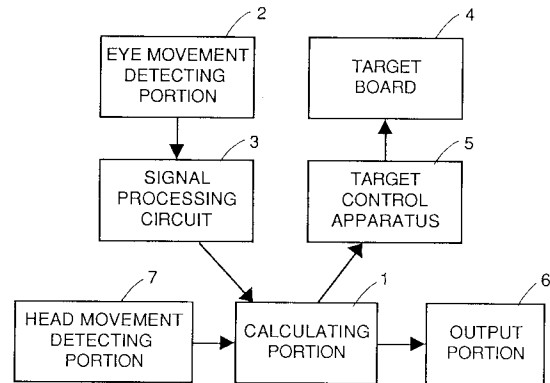 2
EYE MOVEMENT
DETECTING
PORTION
4
TARGET
BOARD
3
SIGNAL
PROCESSING
CIRCUIT
5
TARGET
CONTROL
APPARATUS
7
HEAD MOVEMENT
DETECTING
PORTION
1
CALCULATING
PORTION
6
OUTPUT
PORTION